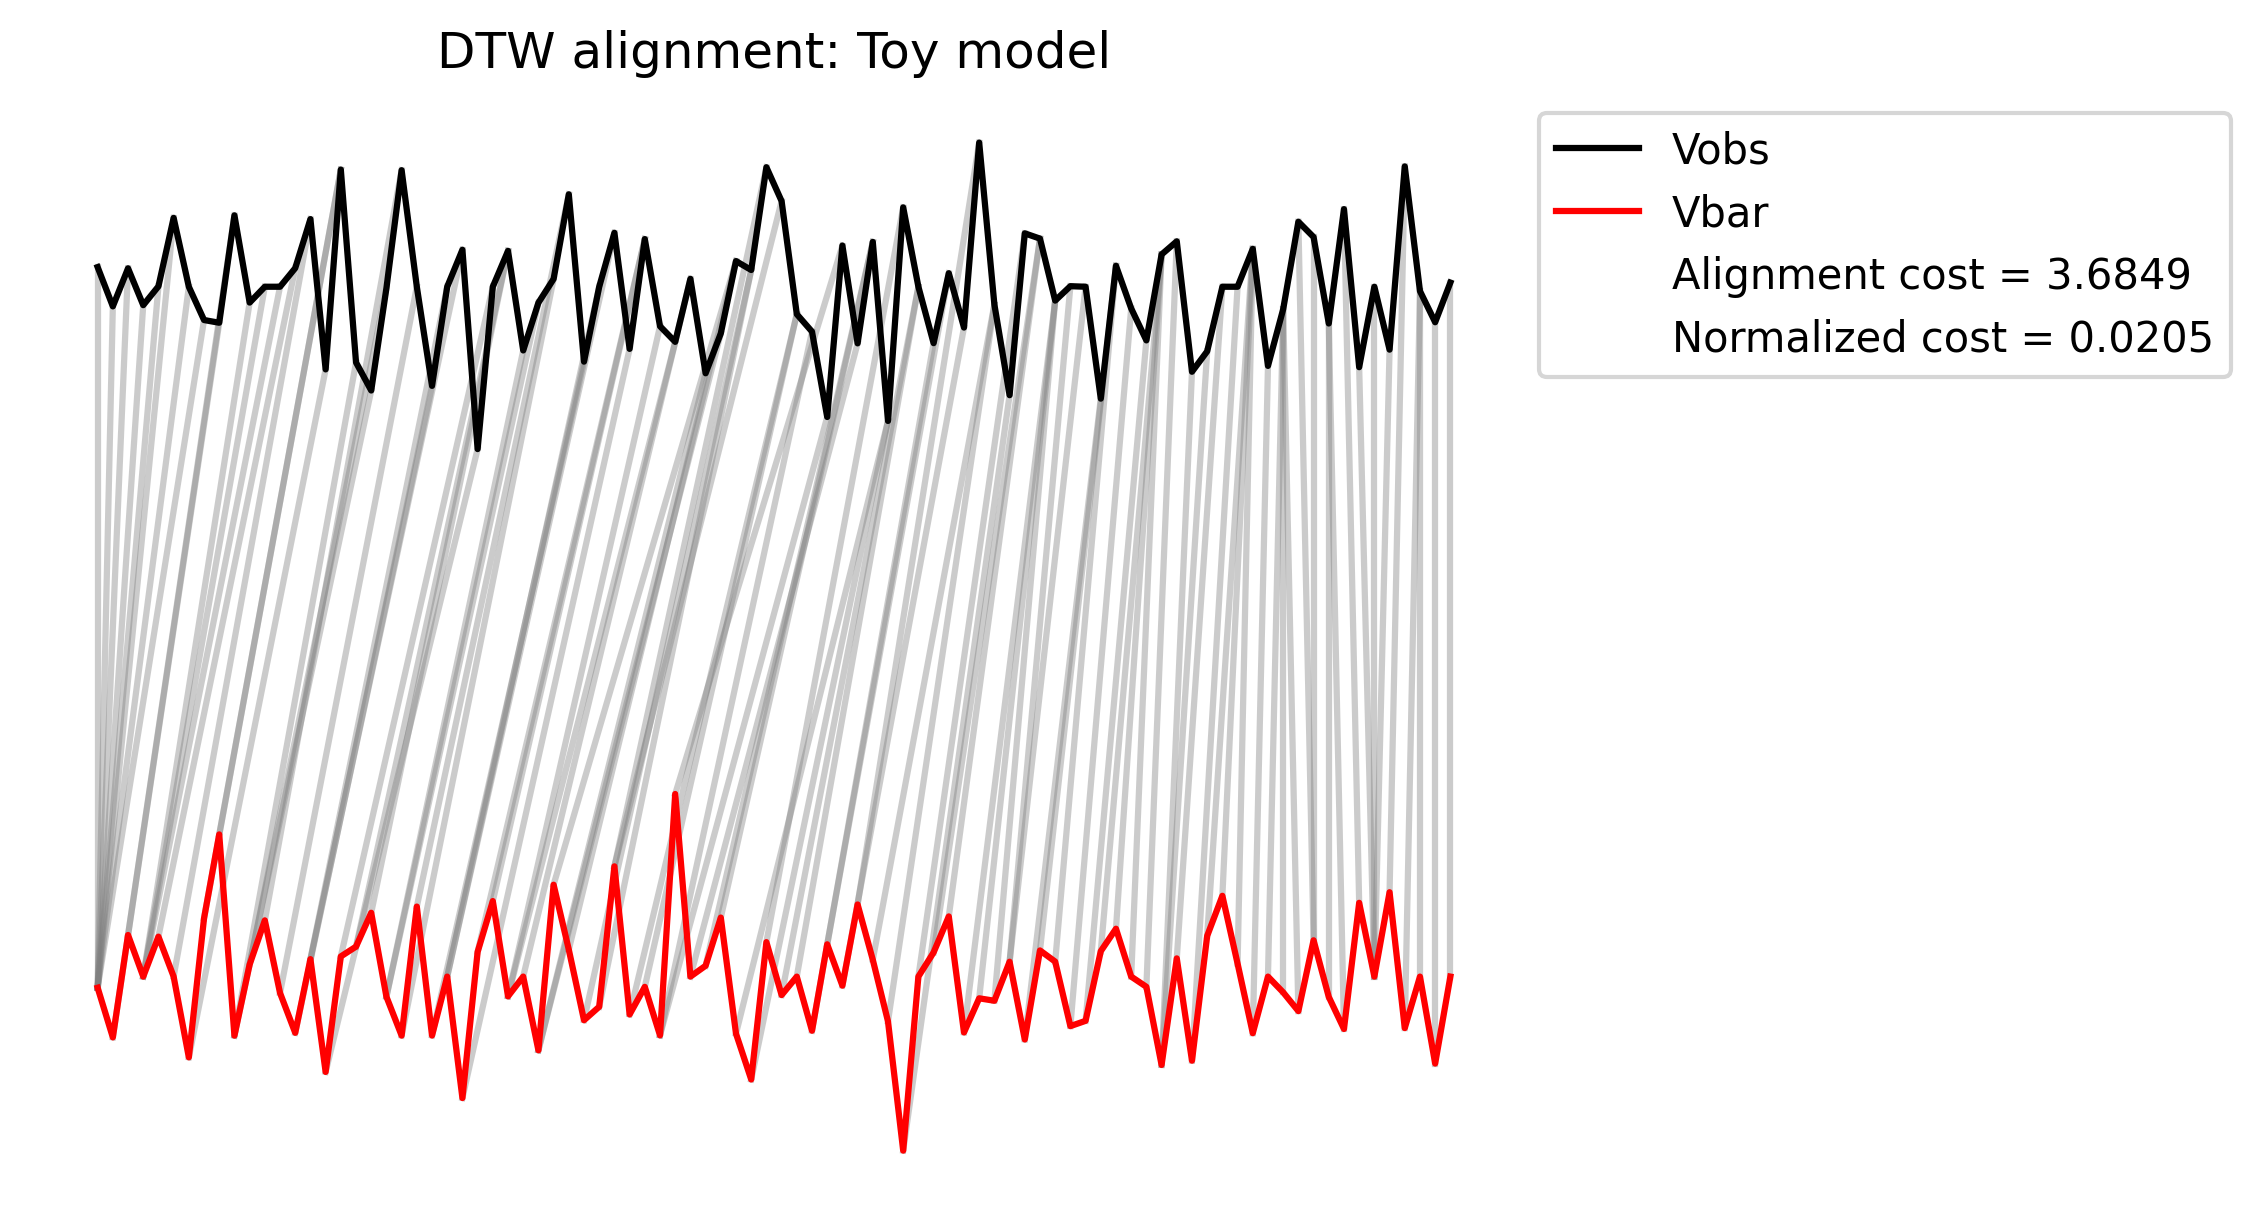 DTW alignment: Toy model
Vobs
Vbar
Alignment cost = 3.6849
Normalized cost = 0.0205